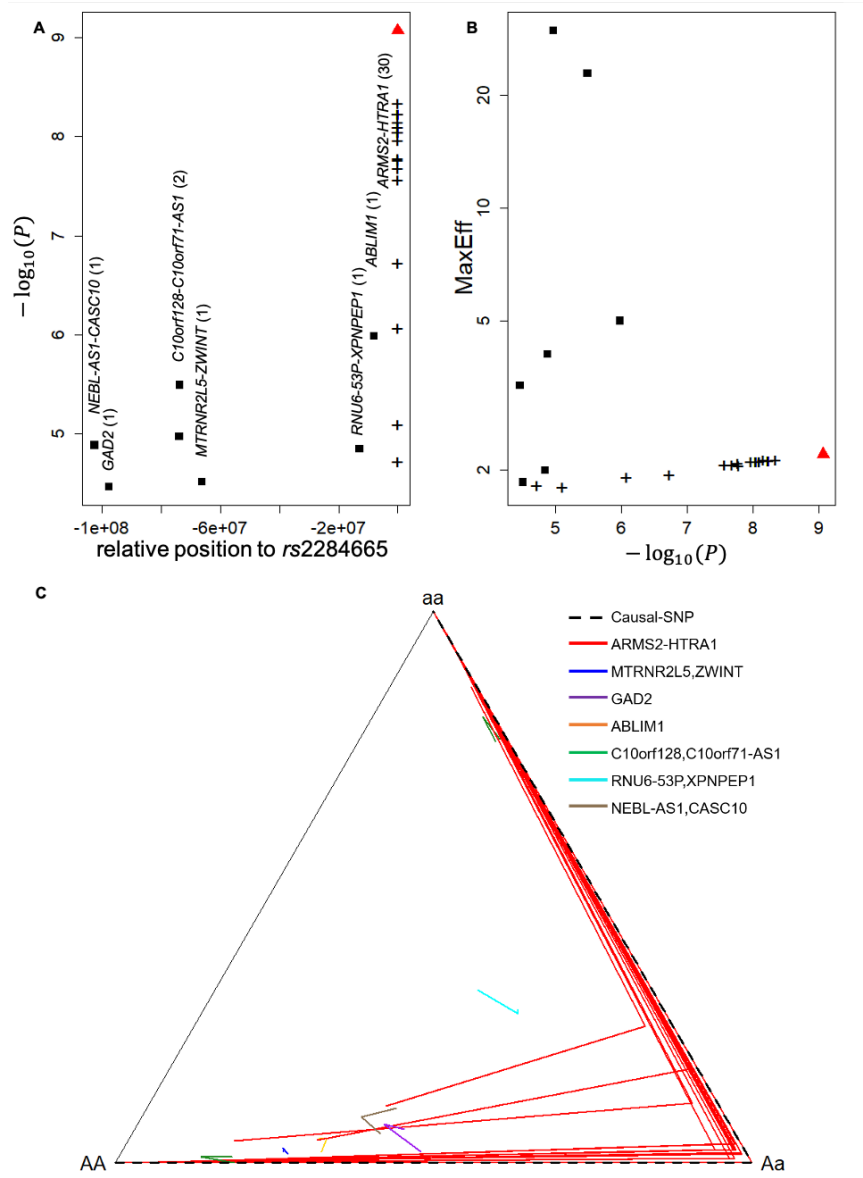 A
9
8
7
6
5
−log₁₀(P)
NEBL-AS1-CASC10 (1)
GAD2 (1)
C10orf128-C10orf71-AS1 (2)
MTRNR2L5-ZWINT (1)
RNU6-53P-XPNPEP1 (1)
ABLIM1 (1)
ARMS2-HTRA1 (30)
-1e+08
-6e+07
-2e+07
relative position to rs2284665
B
20
10
5
2
MaxEff
5
6
7
8
9
−log₁₀(P)
C
aa
AA
Aa
Causal-SNP
ARMS2-HTRA1
MTRNR2L5,ZWINT
GAD2
ABLIM1
C10orf128,C10orf71-AS1
RNU6-53P,XPNPEP1
NEBL-AS1,CASC10